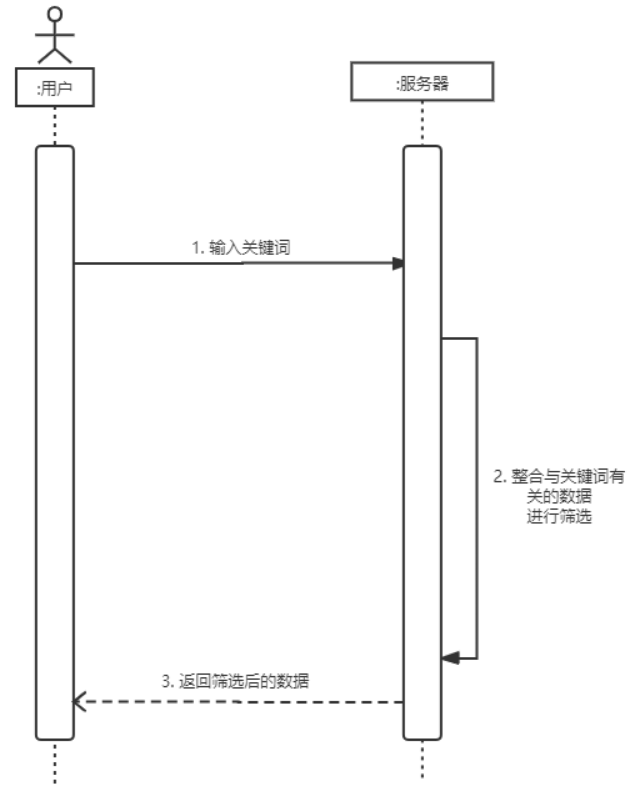 :用户
:服务器
1. 输入关键词
2. 整合与关键词有
关的数据
进行筛选
3. 返回筛选后的数据